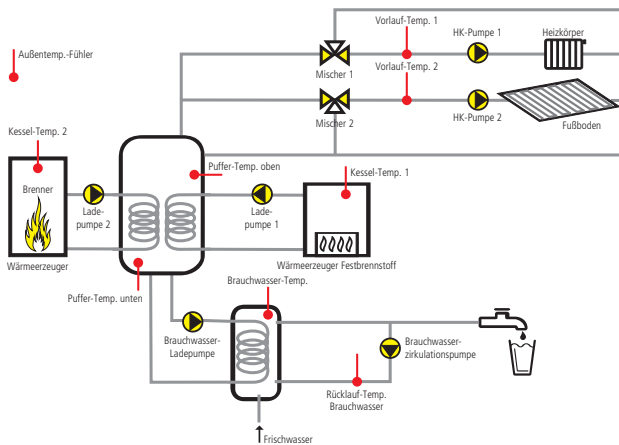 Vorlauf-Temp. 1
HK-Pumpe 1
Heizkörper
Außentemp.-Fühler
Mischer 1
Vorlauf-Temp. 2
Mischer 2
HK-Pumpe 2
Fußboden
Kessel-Temp. 2
Puffer-Temp. oben
Kessel-Temp. 1
Brenner
Lade-
pumpe 2
Lade-
pumpe 1
Wärmeerzeuger
Wärmeerzeuger Festbrennstoff
Puffer-Temp. unten
Brauchwasser-Temp.
Brauchwasser-
Ladepumpe
Brauchwasser-
zirkulationspumpe
Rücklauf-Temp.
Brauchwasser
Frischwasser